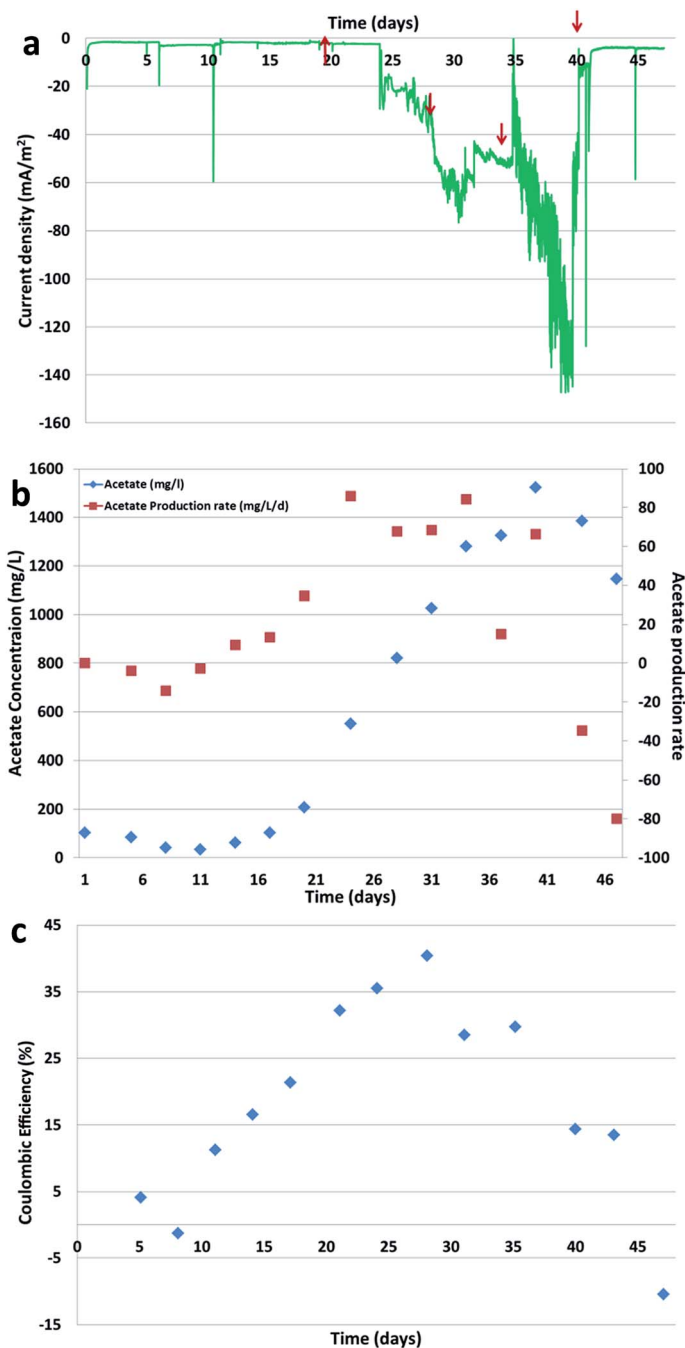 a
Time (days)
0
0 5 10 15 20 25 30 35 40 45
-20
-40
-60
-80
-100
-120
-140
-160
Current density (mA/m²)
b
1600
1400
1200
1000
800
600
400
200
0
Acetate Concentraion (mg/L)
Acetate (mg/l)
Acetate Production rate (mg/L/d)
100
80
60
40
20
0
-20
-40
-60
-80
-100
Acetate production rate
1 6 11 16 21 26 31 36 41 46
Time (days)
c
45
35
25
15
5
-5
-15
Coulombic Efficiency (%)
0 5 10 15 20 25 30 35 40 45
Time (days)